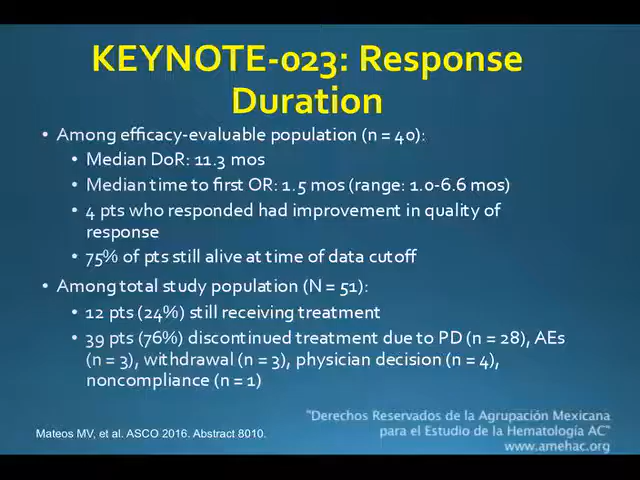 KEYNOTE-023: Response
Duration
• Among efficacy-evaluable population (n = 40):
• Median DoR: 11.3 mos
• Median time to first OR: 1.5 mos (range: 1.0-6.6 mos)
• 4 pts who responded had improvement in quality of
response
• 75% of pts still alive at time of data cutoff
• Among total study population (N = 51):
• 12 pts (24%) still receiving treatment
• 39 pts (76%) discontinued treatment due to PD (n = 28), AEs
(n = 3), withdrawal (n = 3), physician decision (n = 4),
noncompliance (n = 1)
"Derechos Reservados de la Agrupación Mexicana
para el Estudio de la Hematología AC"
www.amehac.org
Mateos MV, et al. ASCO 2016. Abstract 8010.